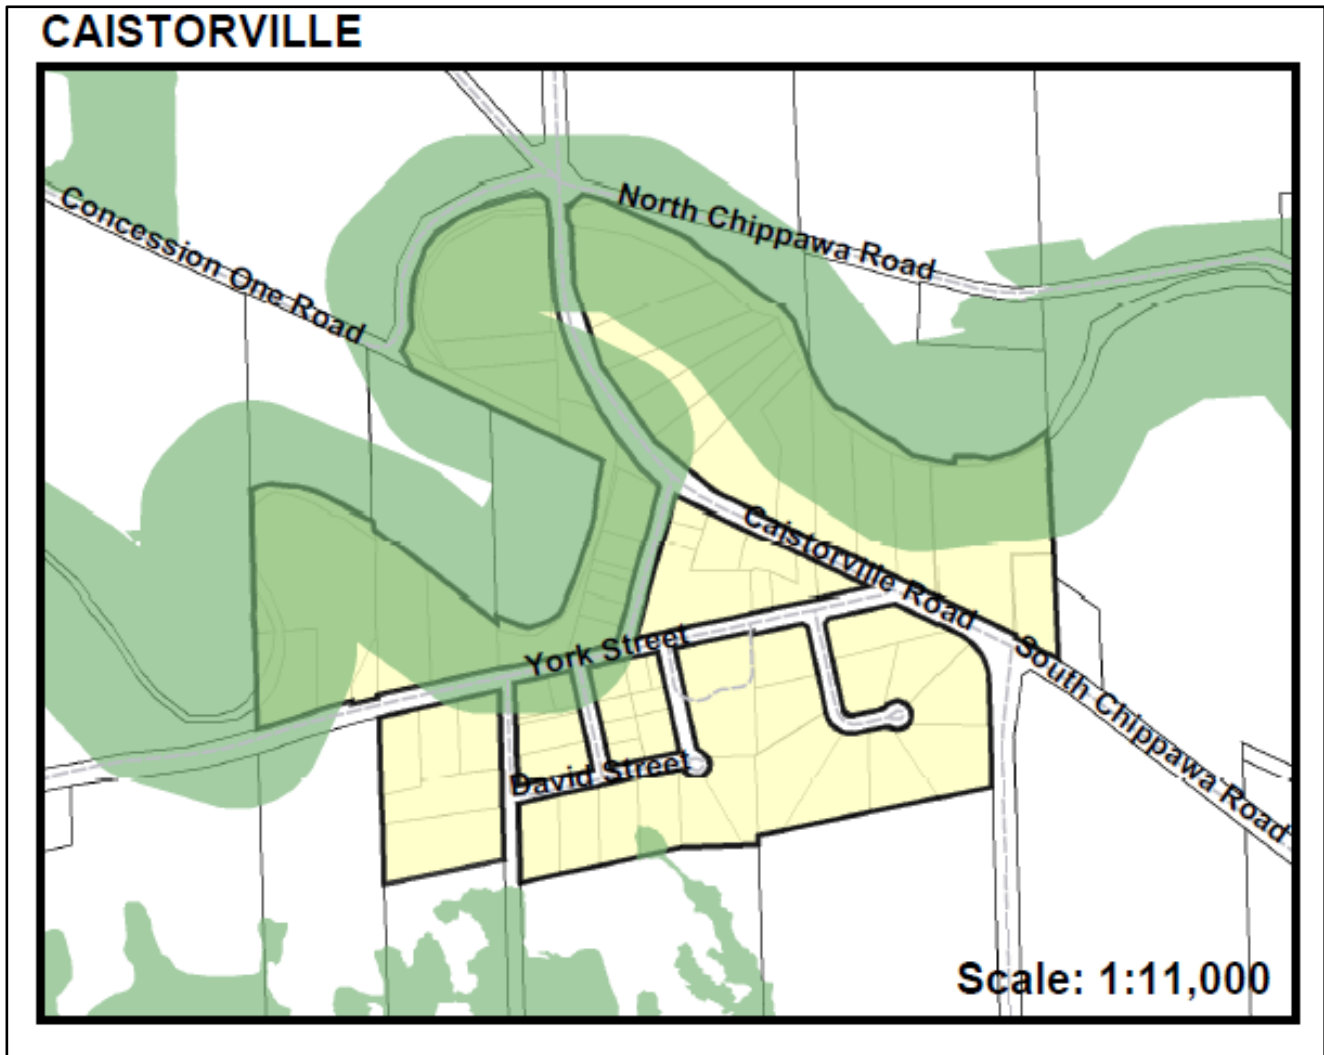 CAISTORVILLE
North Chippawa Road
Concession One Road
Caistorville Road
York Street
South Chippawa Road
David Street
Scale: 1:11,000